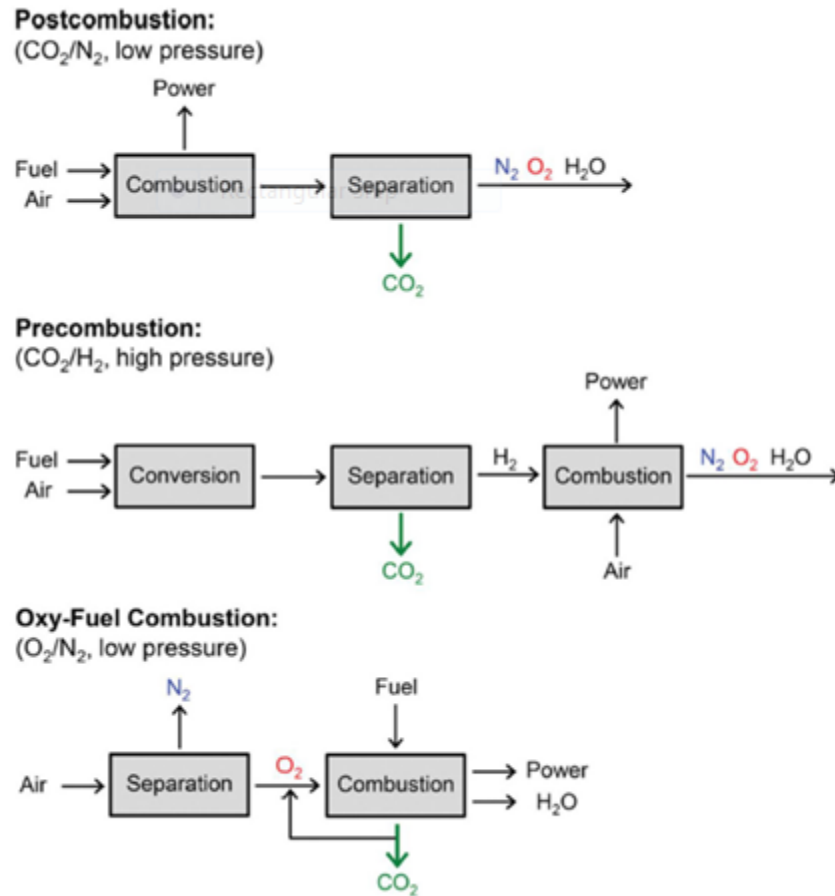 Postcombustion:
(CO₂/N₂, low pressure)
Power
Fuel
Air
Combustion
Separation
N₂ O₂ H₂O
CO₂
Precombustion:
(CO₂/H₂, high pressure)
Power
Fuel
Air
Conversion
Separation
H₂
Combustion
N₂ O₂ H₂O
CO₂
Air
Oxy-Fuel Combustion:
(O₂/N₂, low pressure)
N₂
Fuel
Air
Separation
O₂
Combustion
Power
H₂O
CO₂